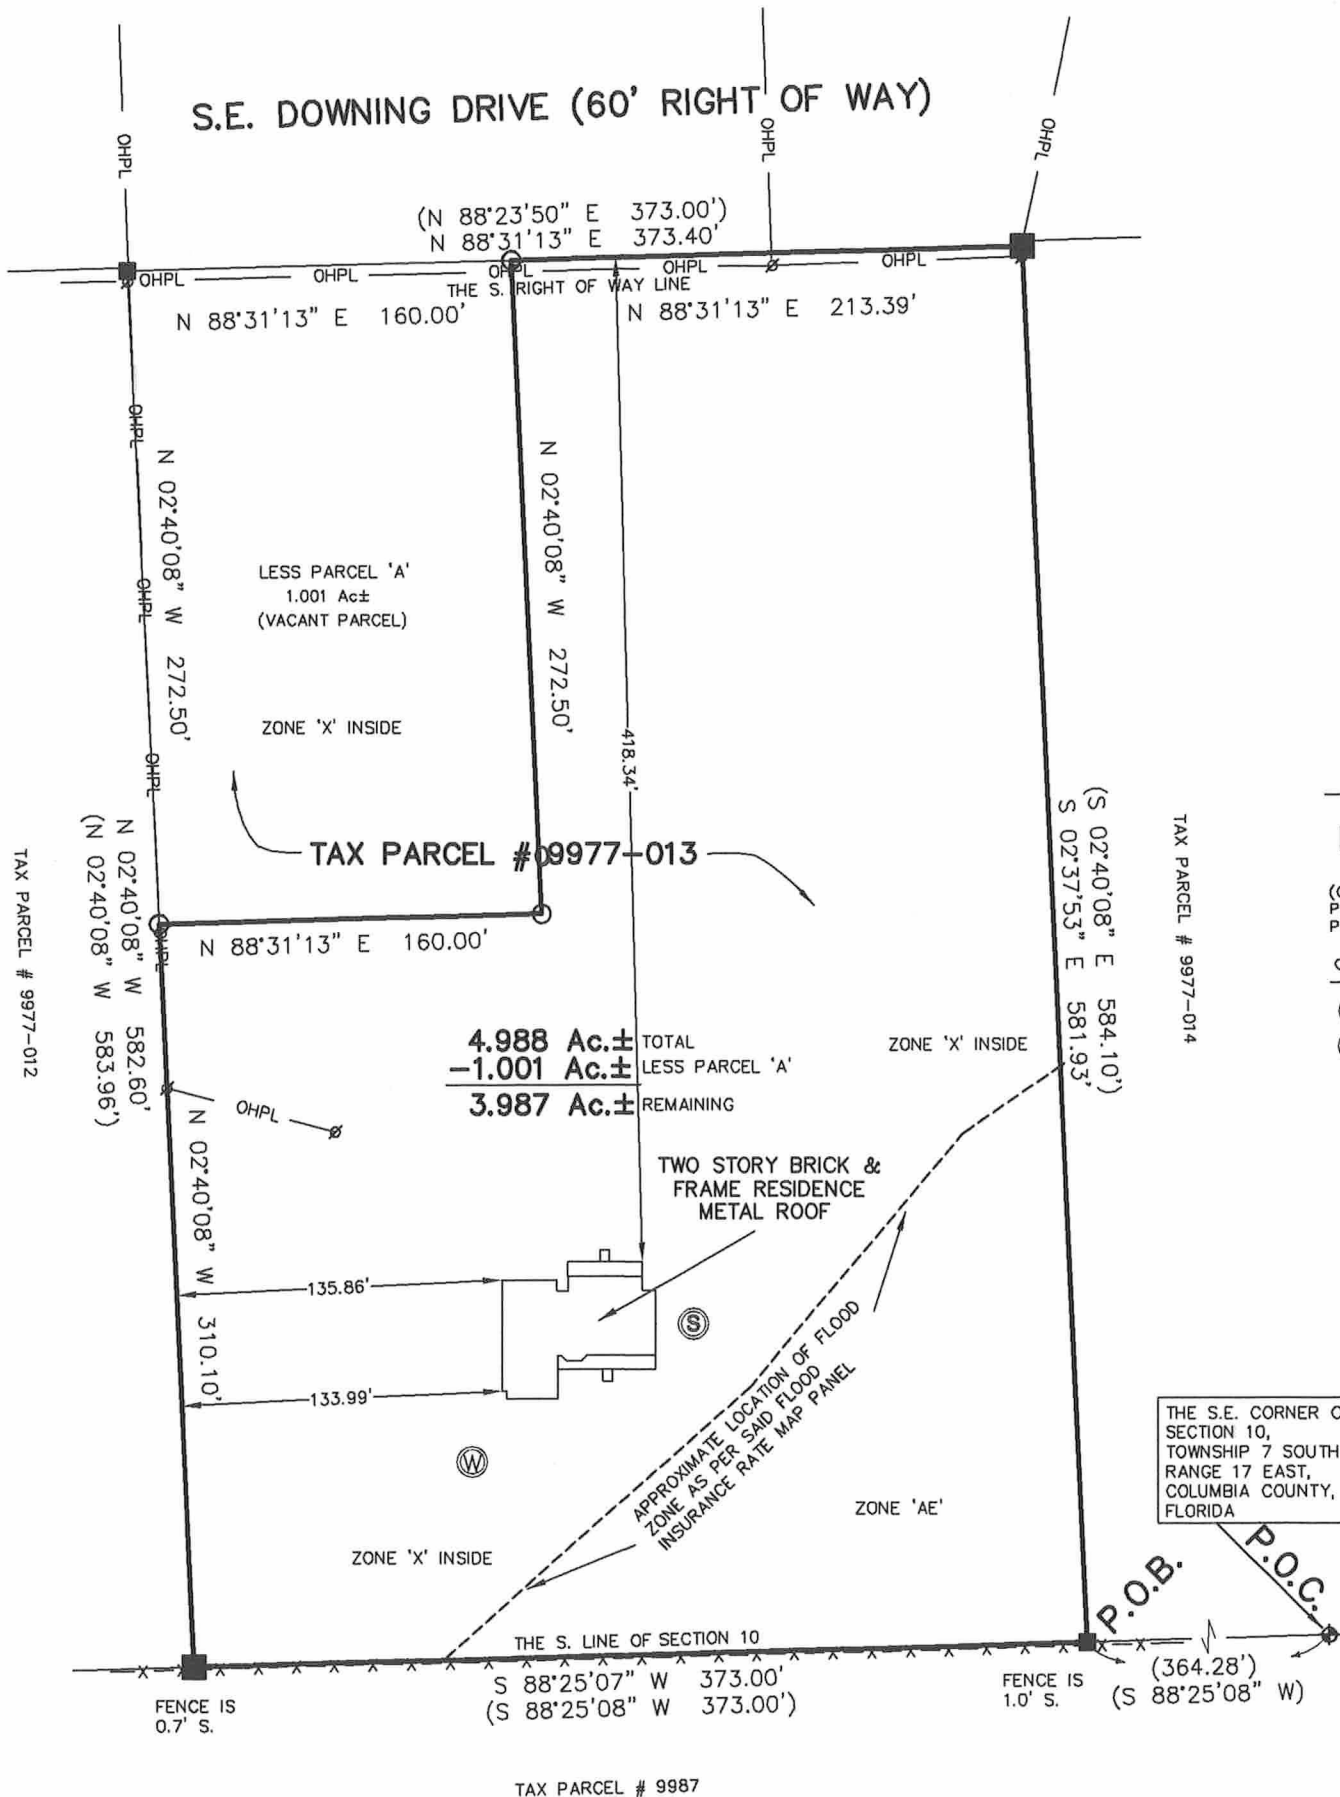 S.E. DOWNING DRIVE (60' RIGHT OF WAY)
OHPL
OHPL
OHPL
(N 88°23'50" E 373.00')
N 88°31'13" E 373.40'
OHPL
OHPL
OHPL
OHPL
OHPL
THE S. RIGHT OF WAY LINE
N 88°31'13" E 160.00'
N 88°31'13" E 213.39'
OHPL
OHPL
OHPL
OHPL
N 02°40'08" W 272.50'
N 02°40'08" W 272.50'
LESS PARCEL 'A'
1.001 Ac±
(VACANT PARCEL)
ZONE 'X' INSIDE
418.34'
TAX PARCEL # 9977-013
N 88°31'13" E 160.00'
TAX PARCEL # 9977-012
N 02°40'08" W 582.60'
(N 02°40'08" W 583.96')
(S 02°40'08" E 584.10')
S 02°37'53" E 581.93'
TAX PARCEL # 9977-014
4.988 Ac.± TOTAL
-1.001 Ac.± LESS PARCEL 'A'
3.987 Ac.± REMAINING
ZONE 'X' INSIDE
OHPL
N 02°40'08" W 310.10'
TWO STORY BRICK &
FRAME RESIDENCE
METAL ROOF
135.86'
133.99'
S
W
APPROXIMATE LOCATION OF FLOOD
ZONE AS PER SAID FLOOD
INSURANCE RATE MAP PANEL
ZONE 'AE'
ZONE 'X' INSIDE
THE S.E. CORNER O
SECTION 10,
TOWNSHIP 7 SOUTH
RANGE 17 EAST,
COLUMBIA COUNTY,
FLORIDA
P.O.B.
P.O.C.
THE S. LINE OF SECTION 10
S 88°25'07" W 373.00'
(S 88°25'08" W 373.00')
FENCE IS
0.7' S.
FENCE IS
1.0' S.
(364.28')
(S 88°25'08" W)
TAX PARCEL # 9987